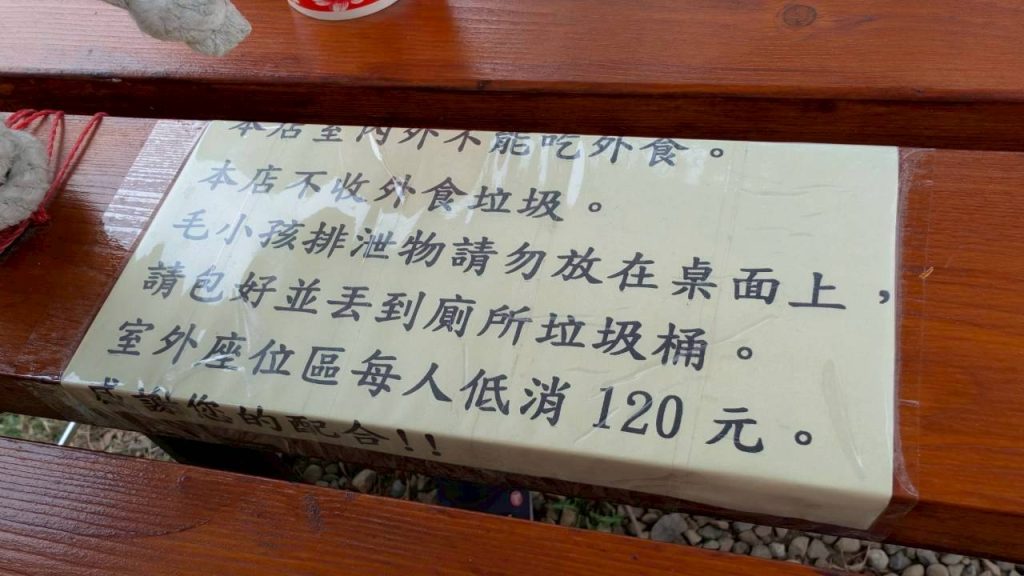 本店室內外不能吃外食。
本店不收外食垃圾。
毛小孩排泄物請勿放在桌面上,
請包好並丟到廁所垃圾桶。
室外座位區每人低消120元。
感謝您的配合!!